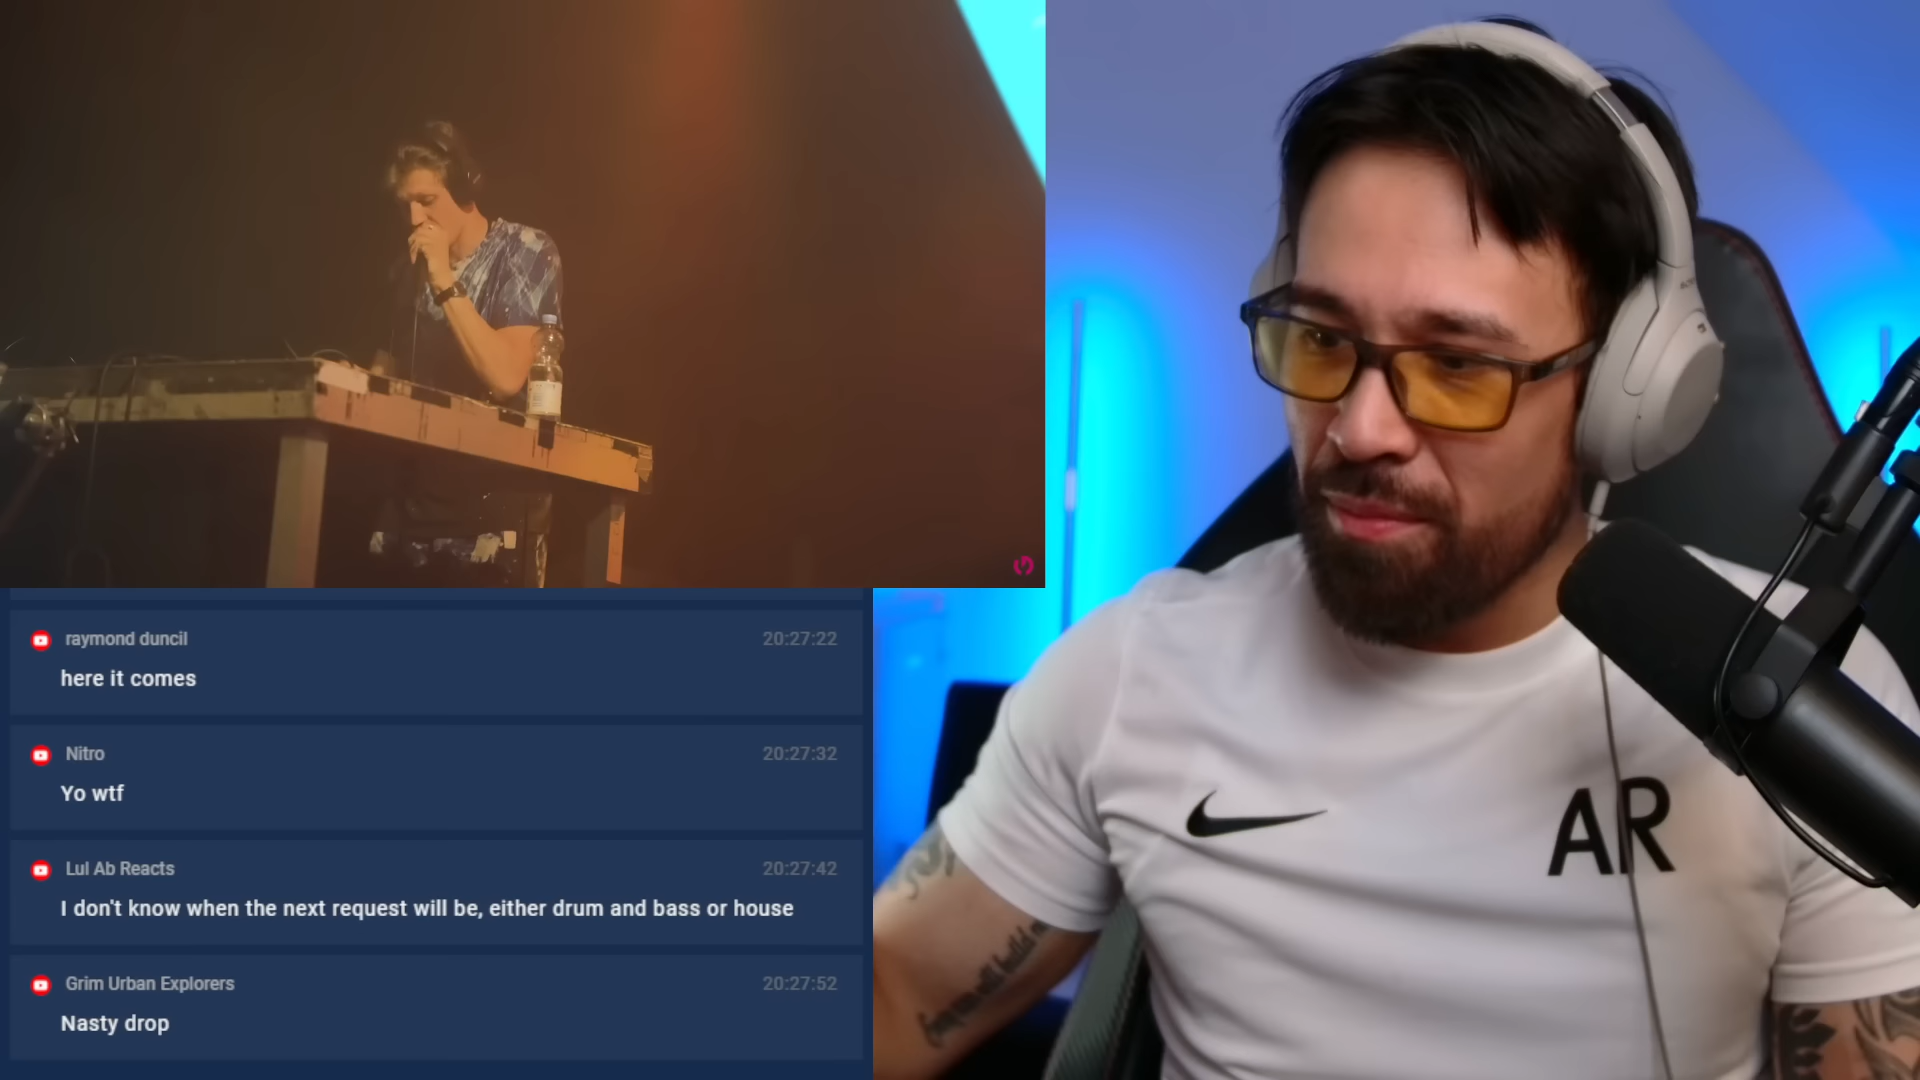 raymond duncil 20:27:22
here it comes
Nitro 20:27:32
Yo wtf
Lul Ab Reacts 20:27:42
I don't know when the next request will be, either drum and bass or house
Grim Urban Explorers 20:27:52
Nasty drop
AR